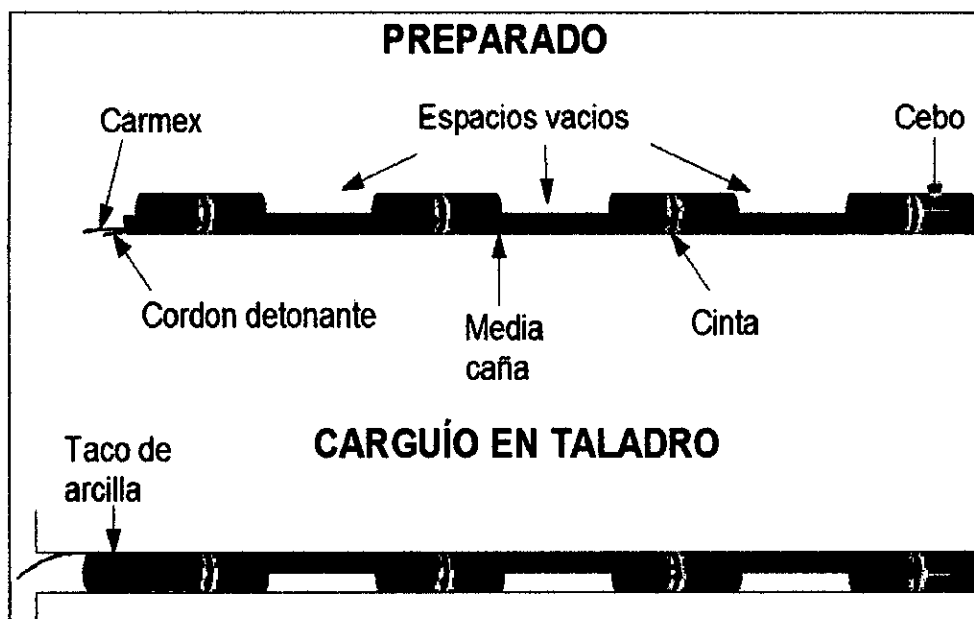 PREPARADO
Carmex
Espacios vacios
Cebo
Cordon detonante
Media
caña
Cinta
CARGUÍO EN TALADRO
Taco de
arcilla